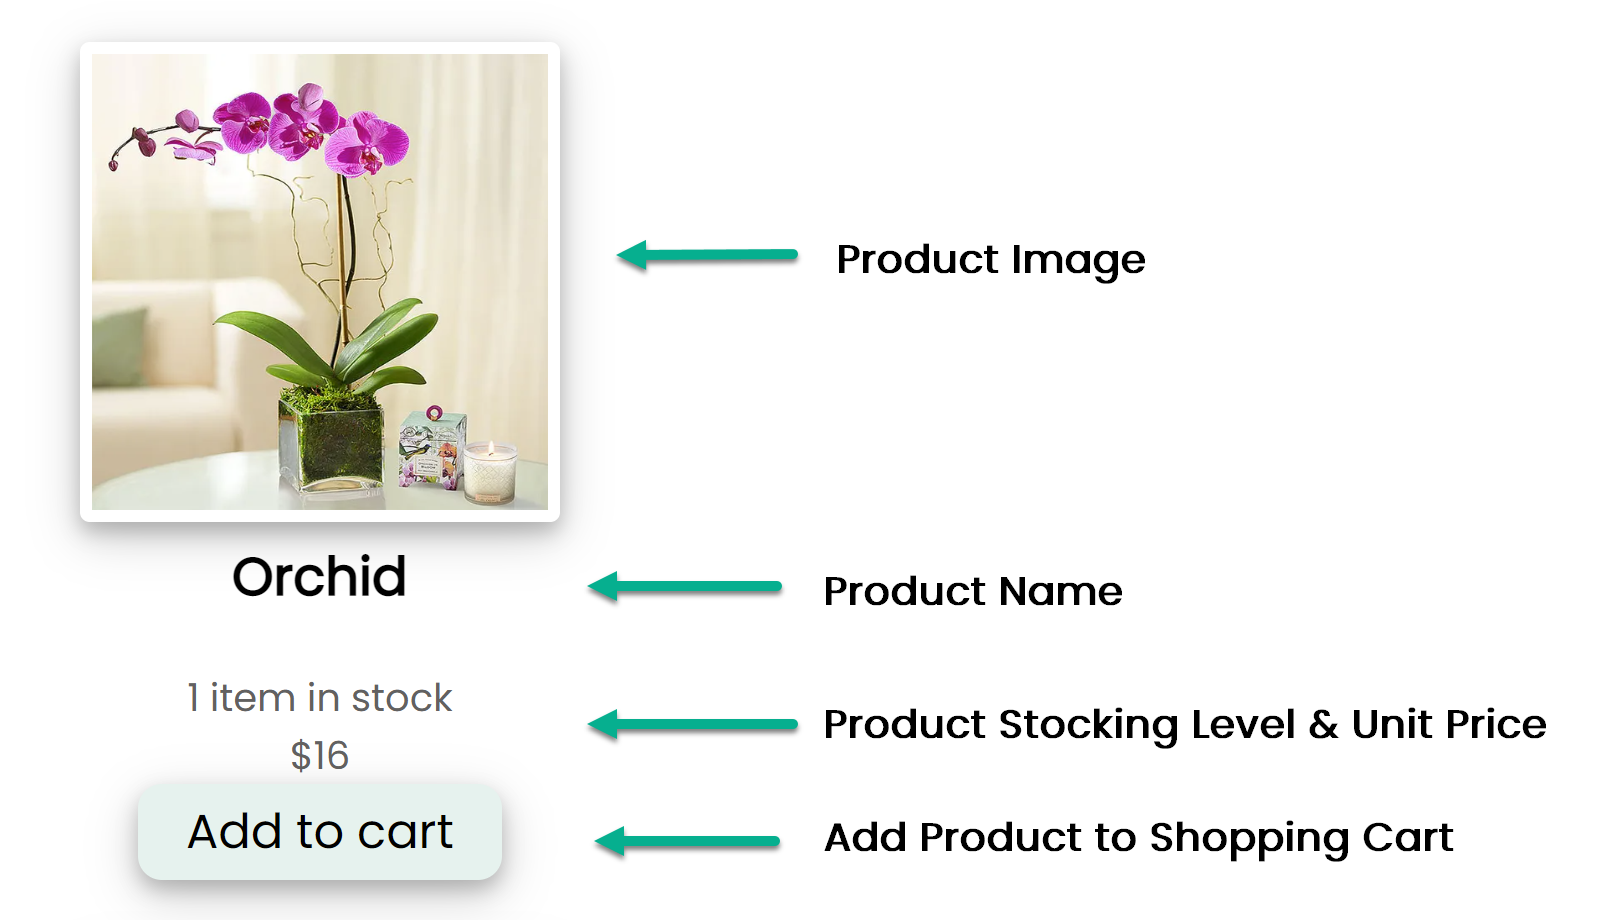 Product Image
Orchid
Product Name
1 item in stock
$16
Product Stocking Level & Unit Price
Add to cart
Add Product to Shopping Cart